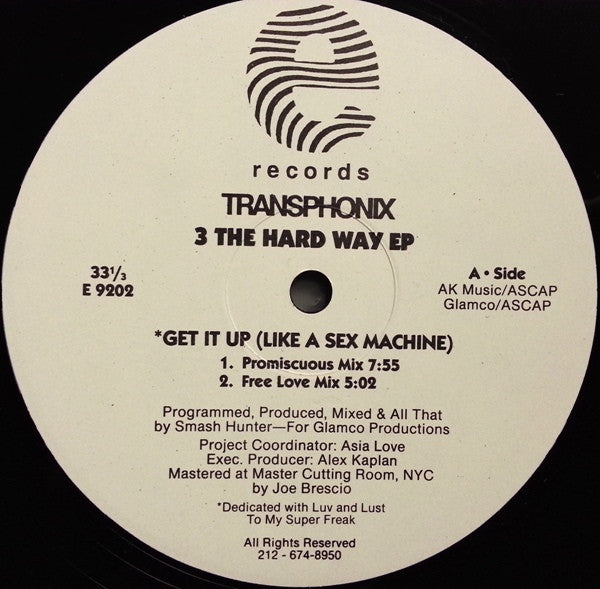 e
records
TRANSPHONIX
3 THE HARD WAY EP
33⅓
E 9202
A • Side
AK Music/ASCAP
Glamco/ASCAP
*GET IT UP (LIKE A SEX MACHINE)
1. Promiscuous Mix 7:55
2. Free Love Mix 5:02
Programmed, Produced, Mixed & All That
by Smash Hunter—For Glamco Productions
Project Coordinator: Asia Love
Exec. Producer: Alex Kaplan
Mastered at Master Cutting Room, NYC
by Joe Brescio
*Dedicated with Luv and Lust
To My Super Freak
All Rights Reserved
212 - 674-8950